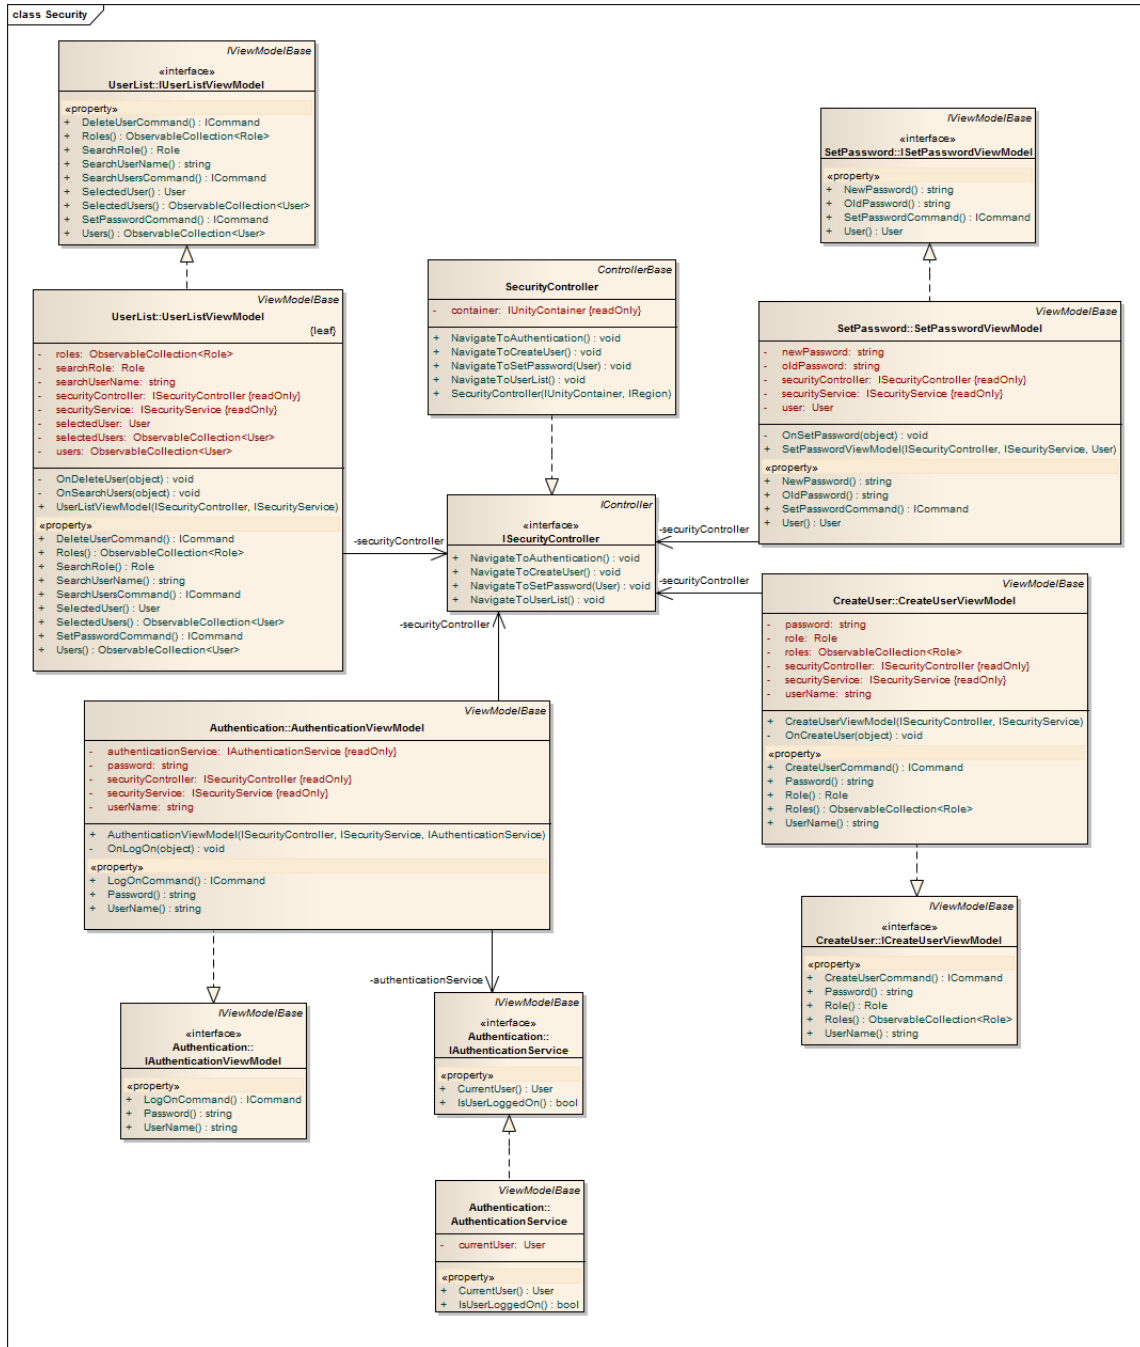 class Security
IViewModelBase
«interface»
UserList::IUserListViewModel
«property»
+ DeleteUserCommand() : ICommand
+ Roles() : ObservableCollection<Role>
+ SearchRole() : Role
+ SearchUserName() : string
+ SearchUsersCommand() : ICommand
+ SelectedUser() : User
+ SelectedUsers() : ObservableCollection<User>
+ SetPasswordCommand() : ICommand
+ Users() : ObservableCollection<User>
IViewModelBase
«interface»
SetPassword::ISetPasswordViewModel
«property»
+ NewPassword() : string
+ OldPassword() : string
+ SetPasswordCommand() : ICommand
+ User() : User
ControllerBase
SecurityController
- container: IUnityContainer {readOnly}
+ NavigateToAuthentication() : void
+ NavigateToCreateUser() : void
+ NavigateToSetPassword(User) : void
+ NavigateToUserList() : void
+ SecurityController(IUnityContainer, IRegion)
ViewModelBase
UserList::UserListViewModel
{leaf}
- roles: ObservableCollection<Role>
- searchRole: Role
- searchUserName: string
- securityController: ISecurityController {readOnly}
- securityService: ISecurityService {readOnly}
- selectedUser: User
- selectedUsers: ObservableCollection<User>
- users: ObservableCollection<User>
- OnDeleteUser(object) : void
- OnSearchUsers(object) : void
+ UserListViewModel(ISecurityController, ISecurityService)
«property»
+ DeleteUserCommand() : ICommand
+ Roles() : ObservableCollection<Role>
+ SearchRole() : Role
+ SearchUserName() : string
+ SearchUsersCommand() : ICommand
+ SelectedUser() : User
+ SelectedUsers() : ObservableCollection<User>
+ SetPasswordCommand() : ICommand
+ Users() : ObservableCollection<User>
ViewModelBase
SetPassword::SetPasswordViewModel
- newPassword: string
- oldPassword: string
- securityController: ISecurityController {readOnly}
- securityService: ISecurityService {readOnly}
- user: User
- OnSetPassword(object) : void
+ SetPasswordViewModel(ISecurityController, ISecurityService, User)
«property»
+ NewPassword() : string
+ OldPassword() : string
+ SetPasswordCommand() : ICommand
+ User() : User
IController
«interface»
ISecurityController
+ NavigateToAuthentication() : void
+ NavigateToCreateUser() : void
+ NavigateToSetPassword(User) : void
+ NavigateToUserList() : void
-securityController
-securityController
-securityController
-securityController
ViewModelBase
CreateUser::CreateUserViewModel
- password: string
- role: Role
- roles: ObservableCollection<Role>
- securityController: ISecurityController {readOnly}
- securityService: ISecurityService {readOnly}
- userName: string
+ CreateUserViewModel(ISecurityController, ISecurityService)
- OnCreateUser(object) : void
«property»
+ CreateUserCommand() : ICommand
+ Password() : string
+ Role() : Role
+ Roles() : ObservableCollection<Role>
+ UserName() : string
ViewModelBase
Authentication::AuthenticationViewModel
- authenticationService: IAuthenticationService {readOnly}
- password: string
- securityController: ISecurityController {readOnly}
- securityService: ISecurityService {readOnly}
- userName: string
+ AuthenticationViewModel(ISecurityController, ISecurityService, IAuthenticationService)
- OnLogOn(object) : void
«property»
+ LogOnCommand() : ICommand
+ Password() : string
+ UserName() : string
IViewModelBase
«interface»
CreateUser::ICreateUserViewModel
«property»
+ CreateUserCommand() : ICommand
+ Password() : string
+ Role() : Role
+ Roles() : ObservableCollection<Role>
+ UserName() : string
-authenticationService
IViewModelBase
«interface»
Authentication::
IAuthenticationViewModel
«property»
+ LogOnCommand() : ICommand
+ Password() : string
+ UserName() : string
IViewModelBase
«interface»
Authentication::
IAuthenticationService
«property»
+ CurrentUser() : User
+ IsUserLoggedOn() : bool
ViewModelBase
Authentication::
AuthenticationService
- currentUser: User
«property»
+ CurrentUser() : User
+ IsUserLoggedOn() : bool